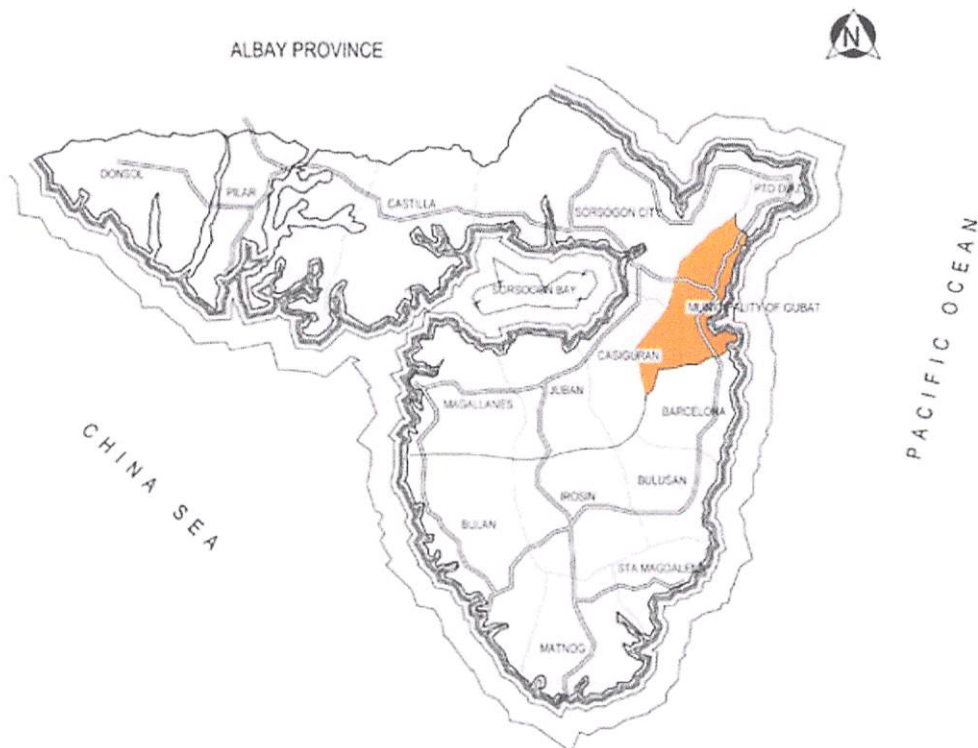 N
ALBAY PROVINCE
DONSOL
PILAR
CASTILLA
SORSOGON CITY
PTO DIAZ
SORSOGON BAY
MUNICIPALITY OF GUBAT
PACIFIC OCEAN
CASIGURAN
JUBAN
MAGALLANES
BARCELONA
CHINA SEA
BULUSAN
IROSIN
BULAN
STA MAGDALENA
MATNOG